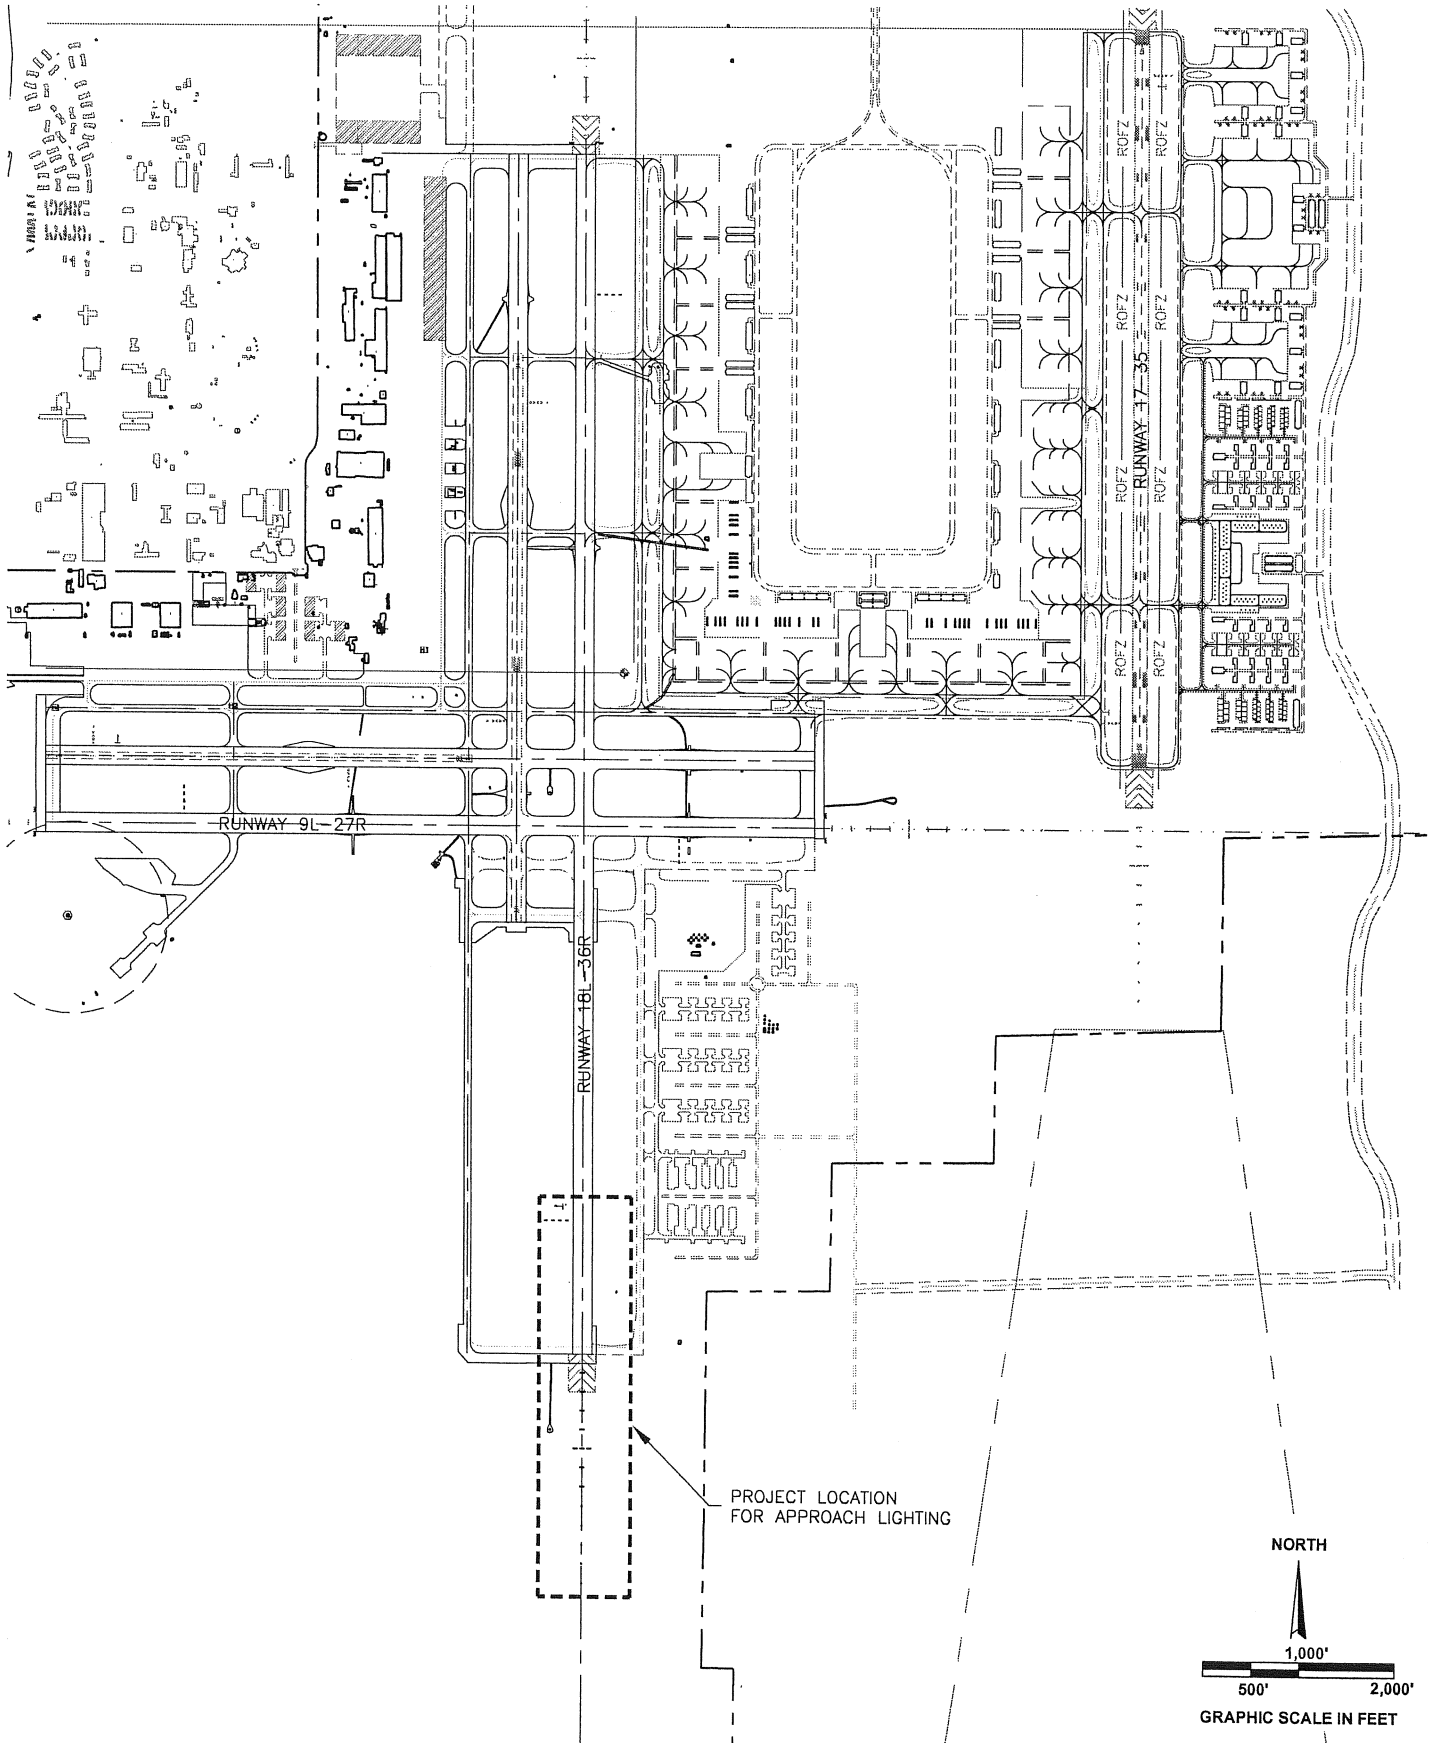 ROFZ
ROFZ
ROFZ
ROFZ
RUNWAY 17-35
ROFZ
ROFZ
ROFZ
ROFZ
RUNWAY 9L-27R
RUNWAY 18L-36R
PROJECT LOCATION
FOR APPROACH LIGHTING
NORTH
1,000'
500'
2,000'
GRAPHIC SCALE IN FEET